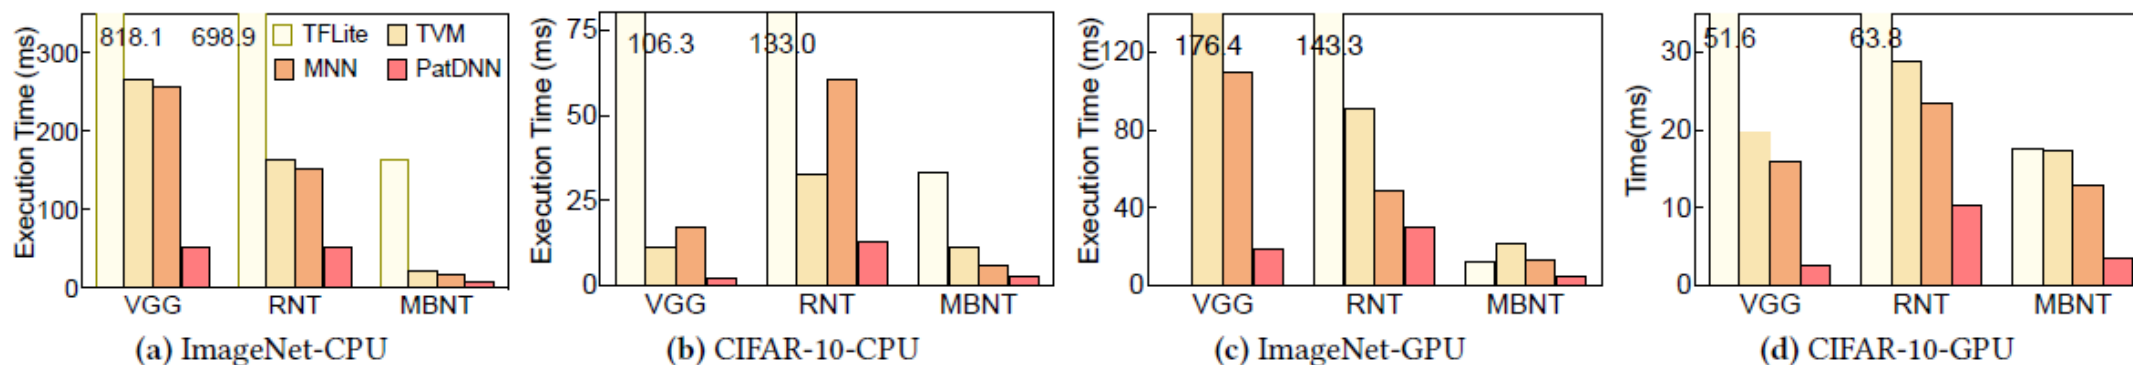 Execution Time (ms)
300
200
100
0
818.1 698.9
TFLite TVM
MNN PatDNN
VGG RNT MBNT
(a) ImageNet-CPU
Execution Time (ms)
75
50
25
0
106.3 133.0
VGG RNT MBNT
(b) CIFAR-10-CPU
Execution Time (ms)
120
80
40
0
176.4 143.3
VGG RNT MBNT
(c) ImageNet-GPU
Time(ms)
30
20
10
0
51.6 63.8
VGG RNT MBNT
(d) CIFAR-10-GPU